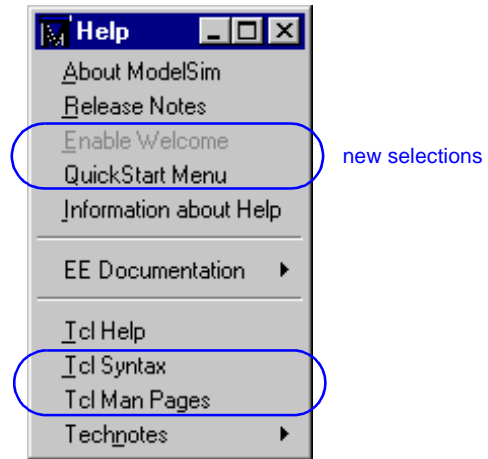 Help
About ModelSim
Release Notes
Enable Welcome
new selections
QuickStart Menu
Information about Help
EE Documentation
Tcl Help
Tcl Syntax
Tcl Man Pages
Technotes